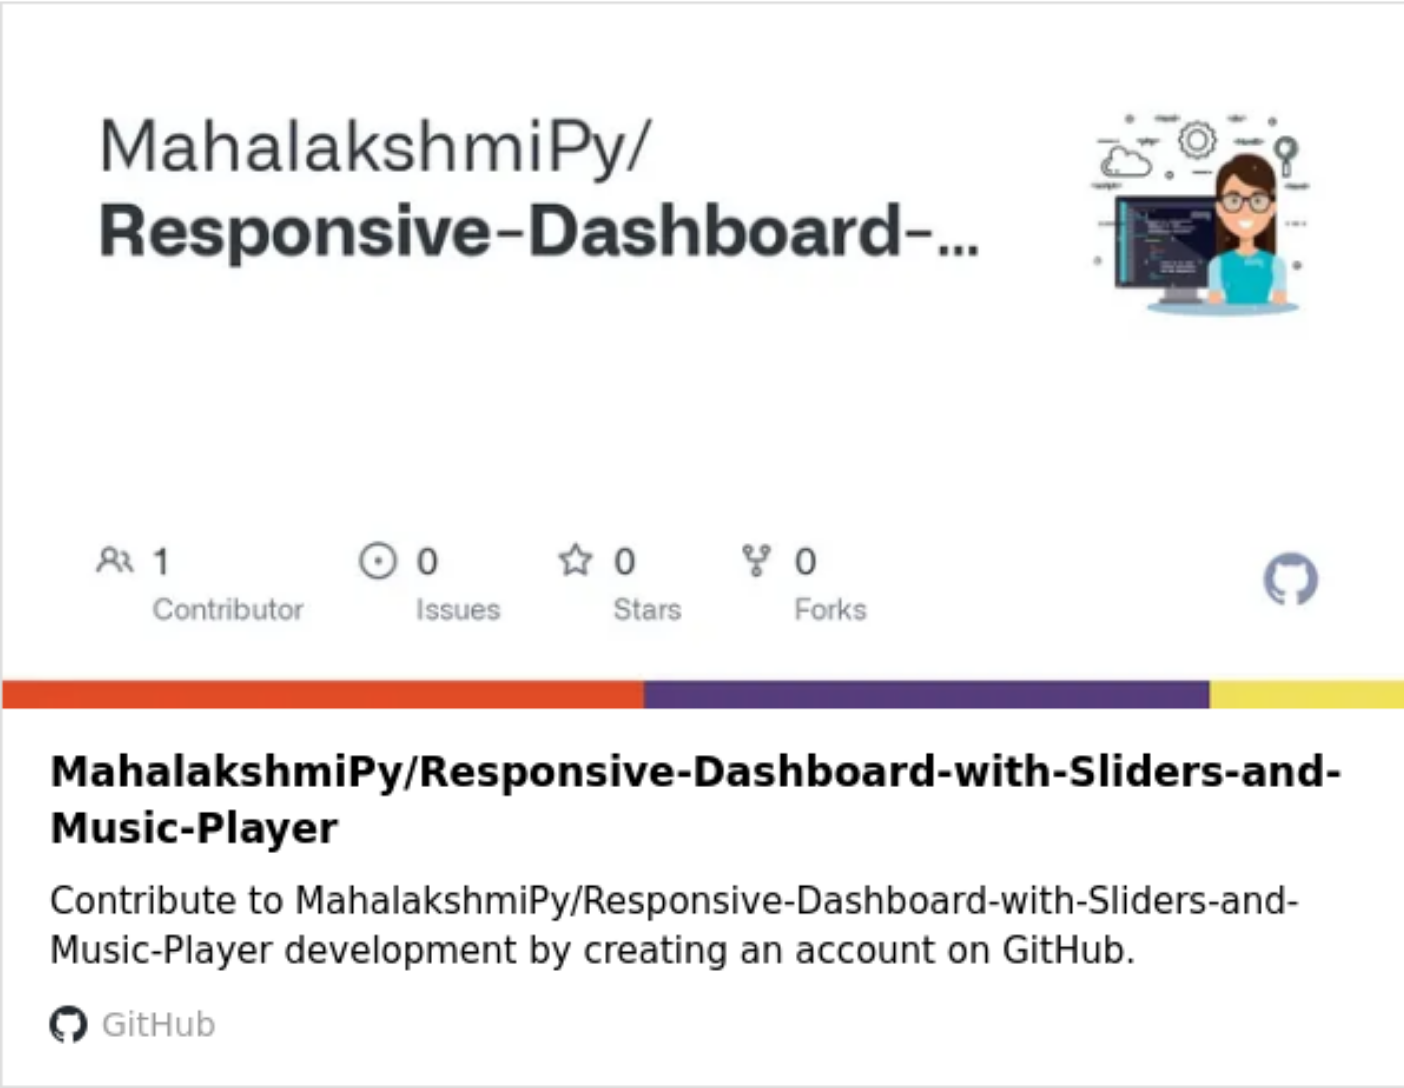 MahalakshmiPy/
Responsive-Dashboard-...
1
Contributor
0
Issues
0
Stars
0
Forks
MahalakshmiPy/Responsive-Dashboard-with-Sliders-and-
Music-Player
Contribute to MahalakshmiPy/Responsive-Dashboard-with-Sliders-and-
Music-Player development by creating an account on GitHub.
GitHub